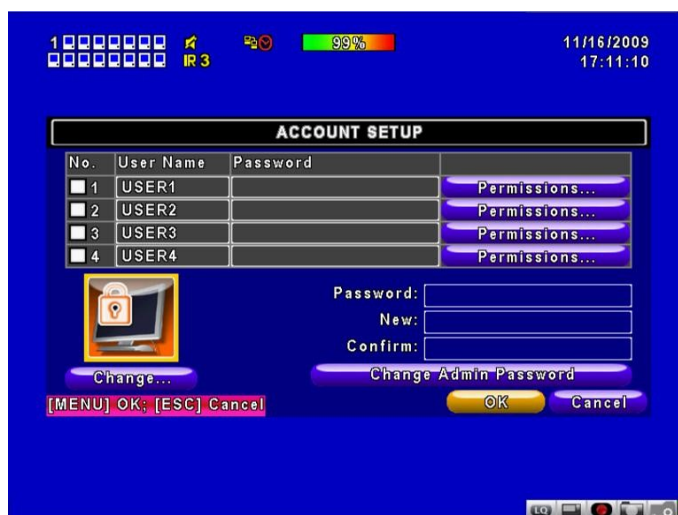 1 99% 11/16/2009
IR 3 17:11:10
ACCOUNT SETUP
No. User Name Password
1 USER1 Permissions...
2 USER2 Permissions...
3 USER3 Permissions...
4 USER4 Permissions...
Password:
New:
Confirm:
Change... Change Admin Password
[MENU] OK; [ESC] Cancel OK Cancel
LQ